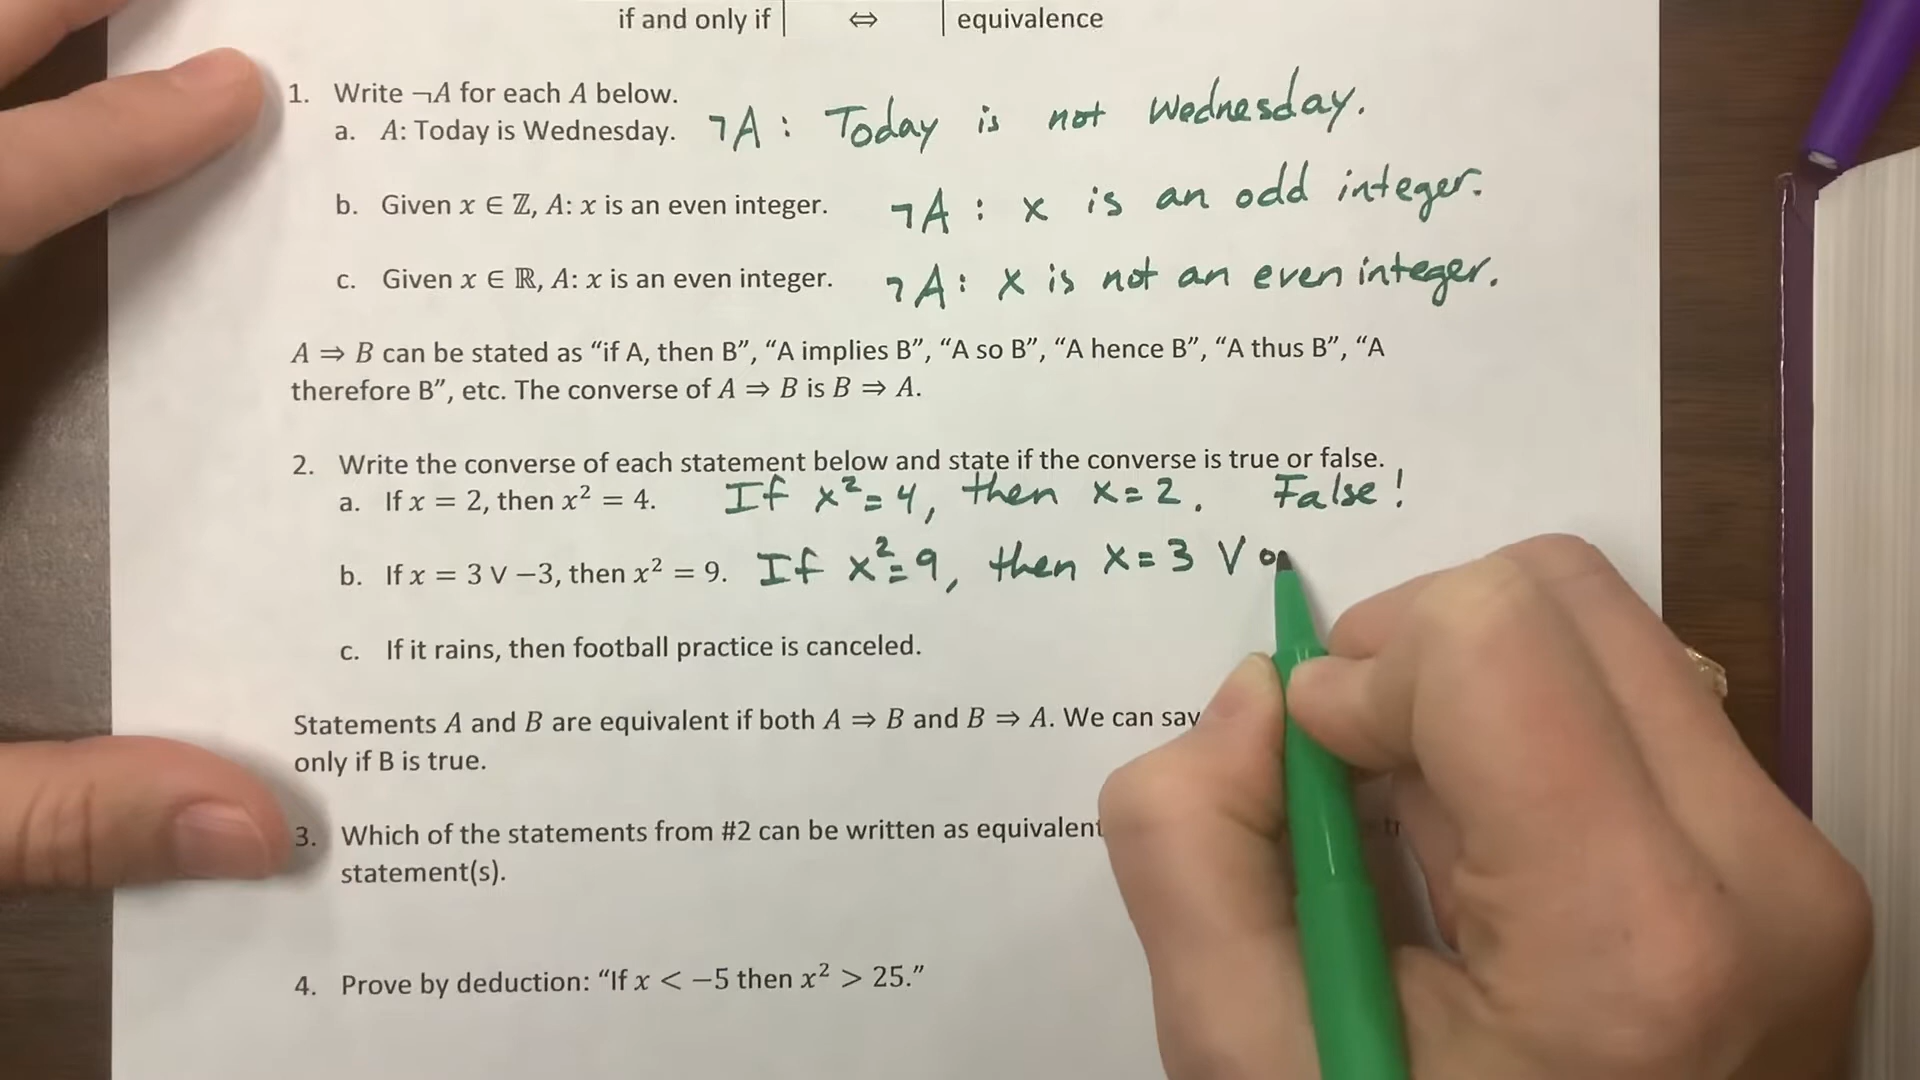 if and only if | ⇔ | equivalence
1. Write ¬A for each A below.
a. A: Today is Wednesday. ¬A : Today is not Wednesday.
b. Given x ∈ ℤ, A: x is an even integer. ¬A : x is an odd integer.
c. Given x ∈ ℝ, A: x is an even integer. ¬A: x is not an even integer.
A ⇒ B can be stated as “if A, then B”, “A implies B”, “A so B”, “A hence B”, “A thus B”, “A
therefore B”, etc. The converse of A ⇒ B is B ⇒ A.
2. Write the converse of each statement below and state if the converse is true or false.
a. If x = 2, then x² = 4. If x² = 4, then x = 2. False!
b. If x = 3 ∨ −3, then x² = 9. If x² = 9, then x = 3 ∨
c. If it rains, then football practice is canceled.
Statements A and B are equivalent if both A ⇒ B and B ⇒ A. We can say
only if B is true.
3. Which of the statements from #2 can be written as equivalent
statement(s).
4. Prove by deduction: “If x < −5 then x² > 25.”